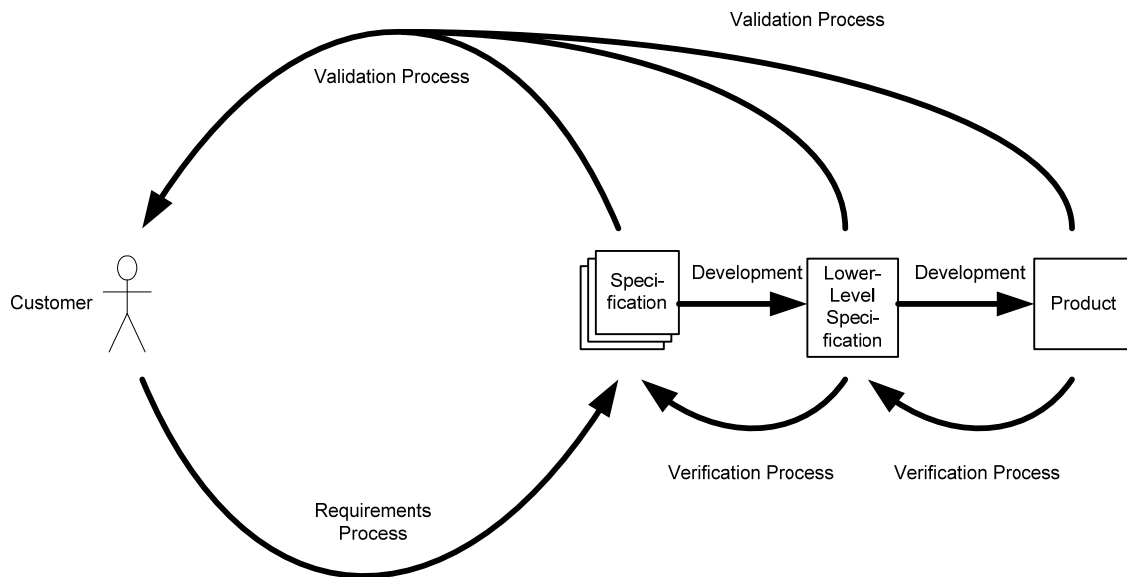 Validation Process
Validation Process
Customer
Speci-
fication
Development
Lower-
Level
Speci-
fication
Development
Product
Verification Process
Verification Process
Requirements
Process